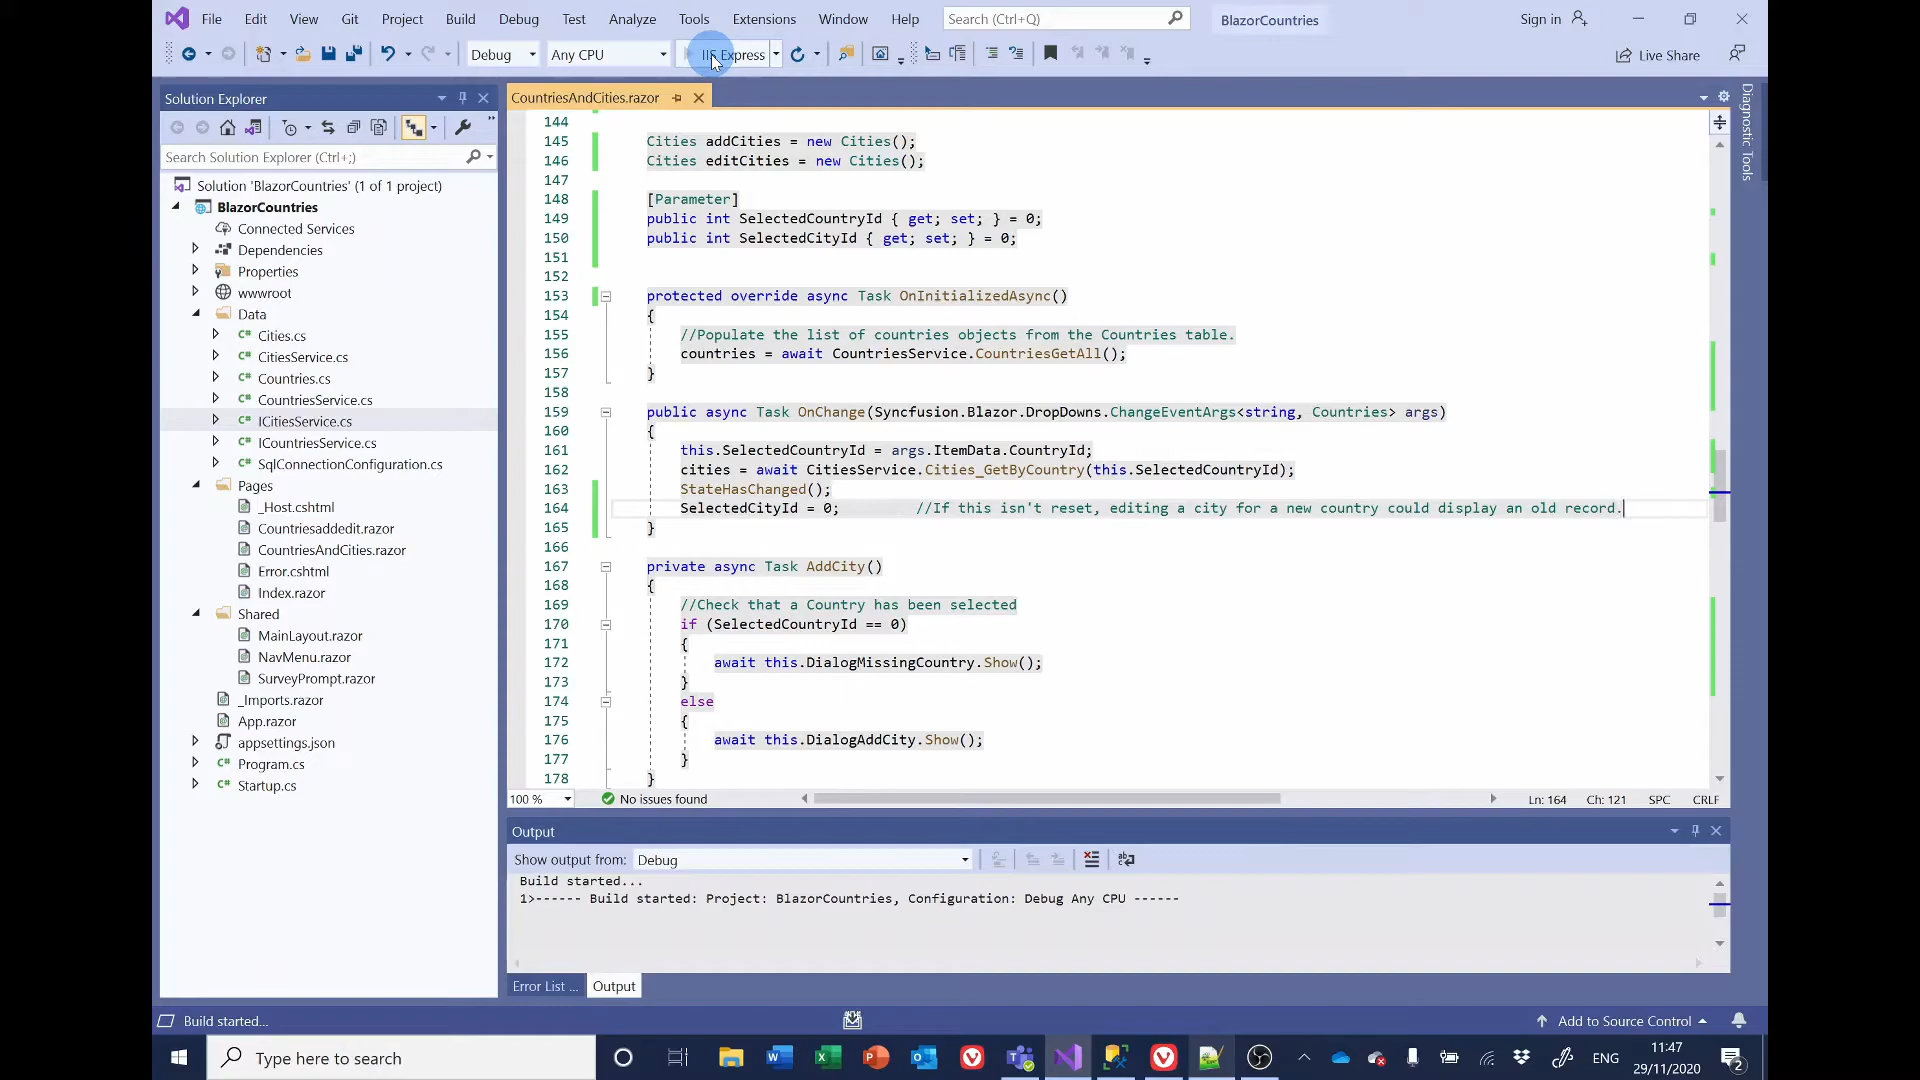 File Edit View Git Project Build Debug Test Analyze Tools Extensions Window Help Search (Ctrl+Q) BlazorCountries Sign in
Debug Any CPU IIS Express Live Share
Solution Explorer
Search Solution Explorer (Ctrl+;)
Solution 'BlazorCountries' (1 of 1 project)
BlazorCountries
Connected Services
Dependencies
Properties
wwwroot
Data
Cities.cs
CitiesService.cs
Countries.cs
CountriesService.cs
ICitiesService.cs
ICountriesService.cs
SqlConnectionConfiguration.cs
Pages
_Host.cshtml
Countriesaddedit.razor
CountriesAndCities.razor
Error.cshtml
Index.razor
Shared
MainLayout.razor
NavMenu.razor
SurveyPrompt.razor
_Imports.razor
App.razor
appsettings.json
Program.cs
Startup.cs
CountriesAndCities.razor
144
145 Cities addCities = new Cities();
146 Cities editCities = new Cities();
147
148 [Parameter]
149 public int SelectedCountryId { get; set; } = 0;
150 public int SelectedCityId { get; set; } = 0;
151
152
153 protected override async Task OnInitializedAsync()
154 {
155 //Populate the list of countries objects from the Countries table.
156 countries = await CountriesService.CountriesGetAll();
157 }
158
159 public async Task OnChange(Syncfusion.Blazor.DropDowns.ChangeEventArgs<string, Countries> args)
160 {
161 this.SelectedCountryId = args.ItemData.CountryId;
162 cities = await CitiesService.Cities_GetByCountry(this.SelectedCountryId);
163 StateHasChanged();
164 SelectedCityId = 0; //If this isn't reset, editing a city for a new country could display an old record.
165 }
166
167 private async Task AddCity()
168 {
169 //Check that a Country has been selected
170 if (SelectedCountryId == 0)
171 {
172 await this.DialogMissingCountry.Show();
173 }
174 else
175 {
176 await this.DialogAddCity.Show();
177 }
178 }
100 % No issues found Ln: 164 Ch: 121 SPC CRLF
Diagnostic Tools
Output
Show output from: Debug
Build started...
1>------ Build started: Project: BlazorCountries, Configuration: Debug Any CPU ------
Error List ... Output
Build started... Add to Source Control
Type here to search ENG 11:47
29/11/2020 2